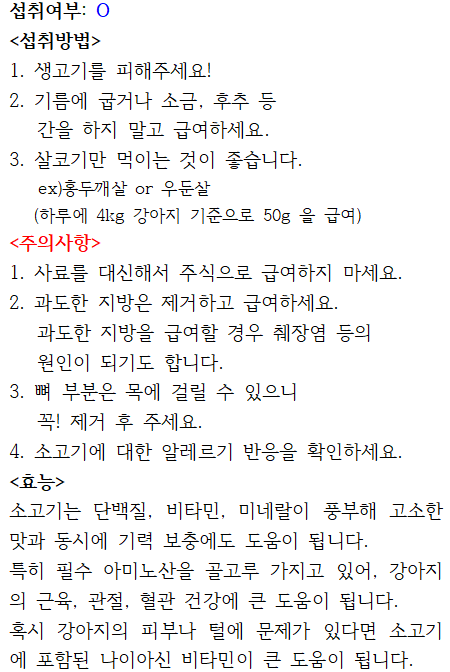 섭취여부: O
<섭취방법>
1. 생고기를 피해주세요!
2. 기름에 굽거나 소금, 후추 등
간을 하지 말고 급여하세요.
3. 살코기만 먹이는 것이 좋습니다.
ex)홍두깨살 or 우둔살
(하루에 4kg 강아지 기준으로 50g 을 급여)
<주의사항>
1. 사료를 대신해서 주식으로 급여하지 마세요.
2. 과도한 지방은 제거하고 급여하세요.
과도한 지방을 급여할 경우 췌장염 등의
원인이 되기도 합니다.
3. 뼈 부분은 목에 걸릴 수 있으니
꼭! 제거 후 주세요.
4. 소고기에 대한 알레르기 반응을 확인하세요.
<효능>
소고기는 단백질, 비타민, 미네랄이 풍부해 고소한
맛과 동시에 기력 보충에도 도움이 됩니다.
특히 필수 아미노산을 골고루 가지고 있어, 강아지
의 근육, 관절, 혈관 건강에 큰 도움이 됩니다.
혹시 강아지의 피부나 털에 문제가 있다면 소고기
에 포함된 나이아신 비타민이 큰 도움이 됩니다.